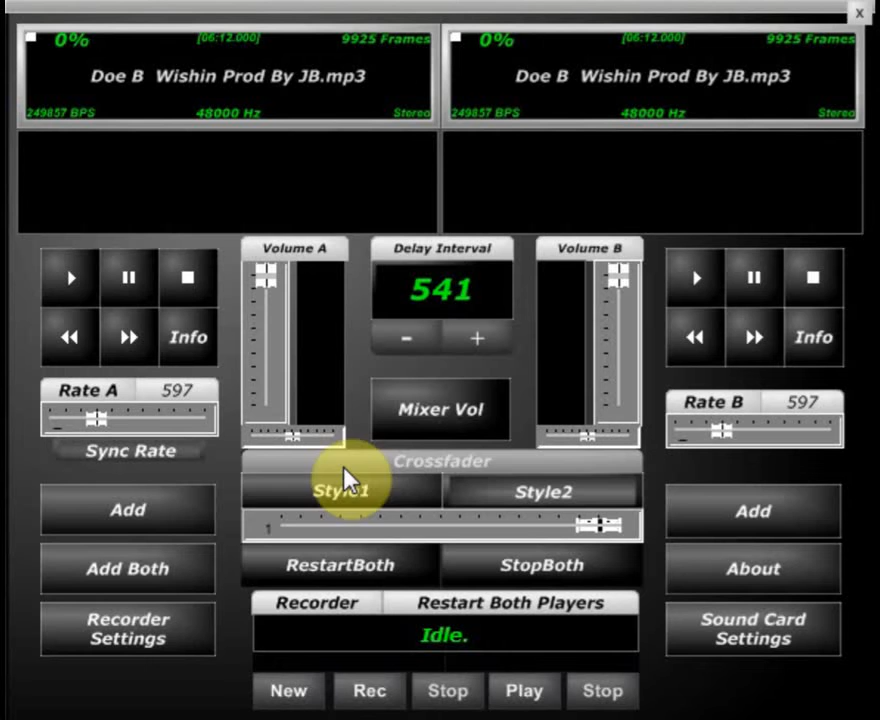 x
0% [06:12.000] 9925 Frames
Doe B Wishin Prod By JB.mp3
249857 BPS 48000 Hz Stereo
0% [06:12.000] 9925 Frames
Doe B Wishin Prod By JB.mp3
249857 BPS 48000 Hz Stereo
Volume A
Delay Interval
Volume B
541
- +
Info
Info
Rate A 597
Mixer Vol
Rate B 597
Sync Rate
Crossfader
Style1 Style2
Add
1
Add
Add Both
RestartBoth StopBoth
About
Recorder
Settings
Recorder Restart Both Players
Idle.
Sound Card
Settings
New Rec Stop Play Stop